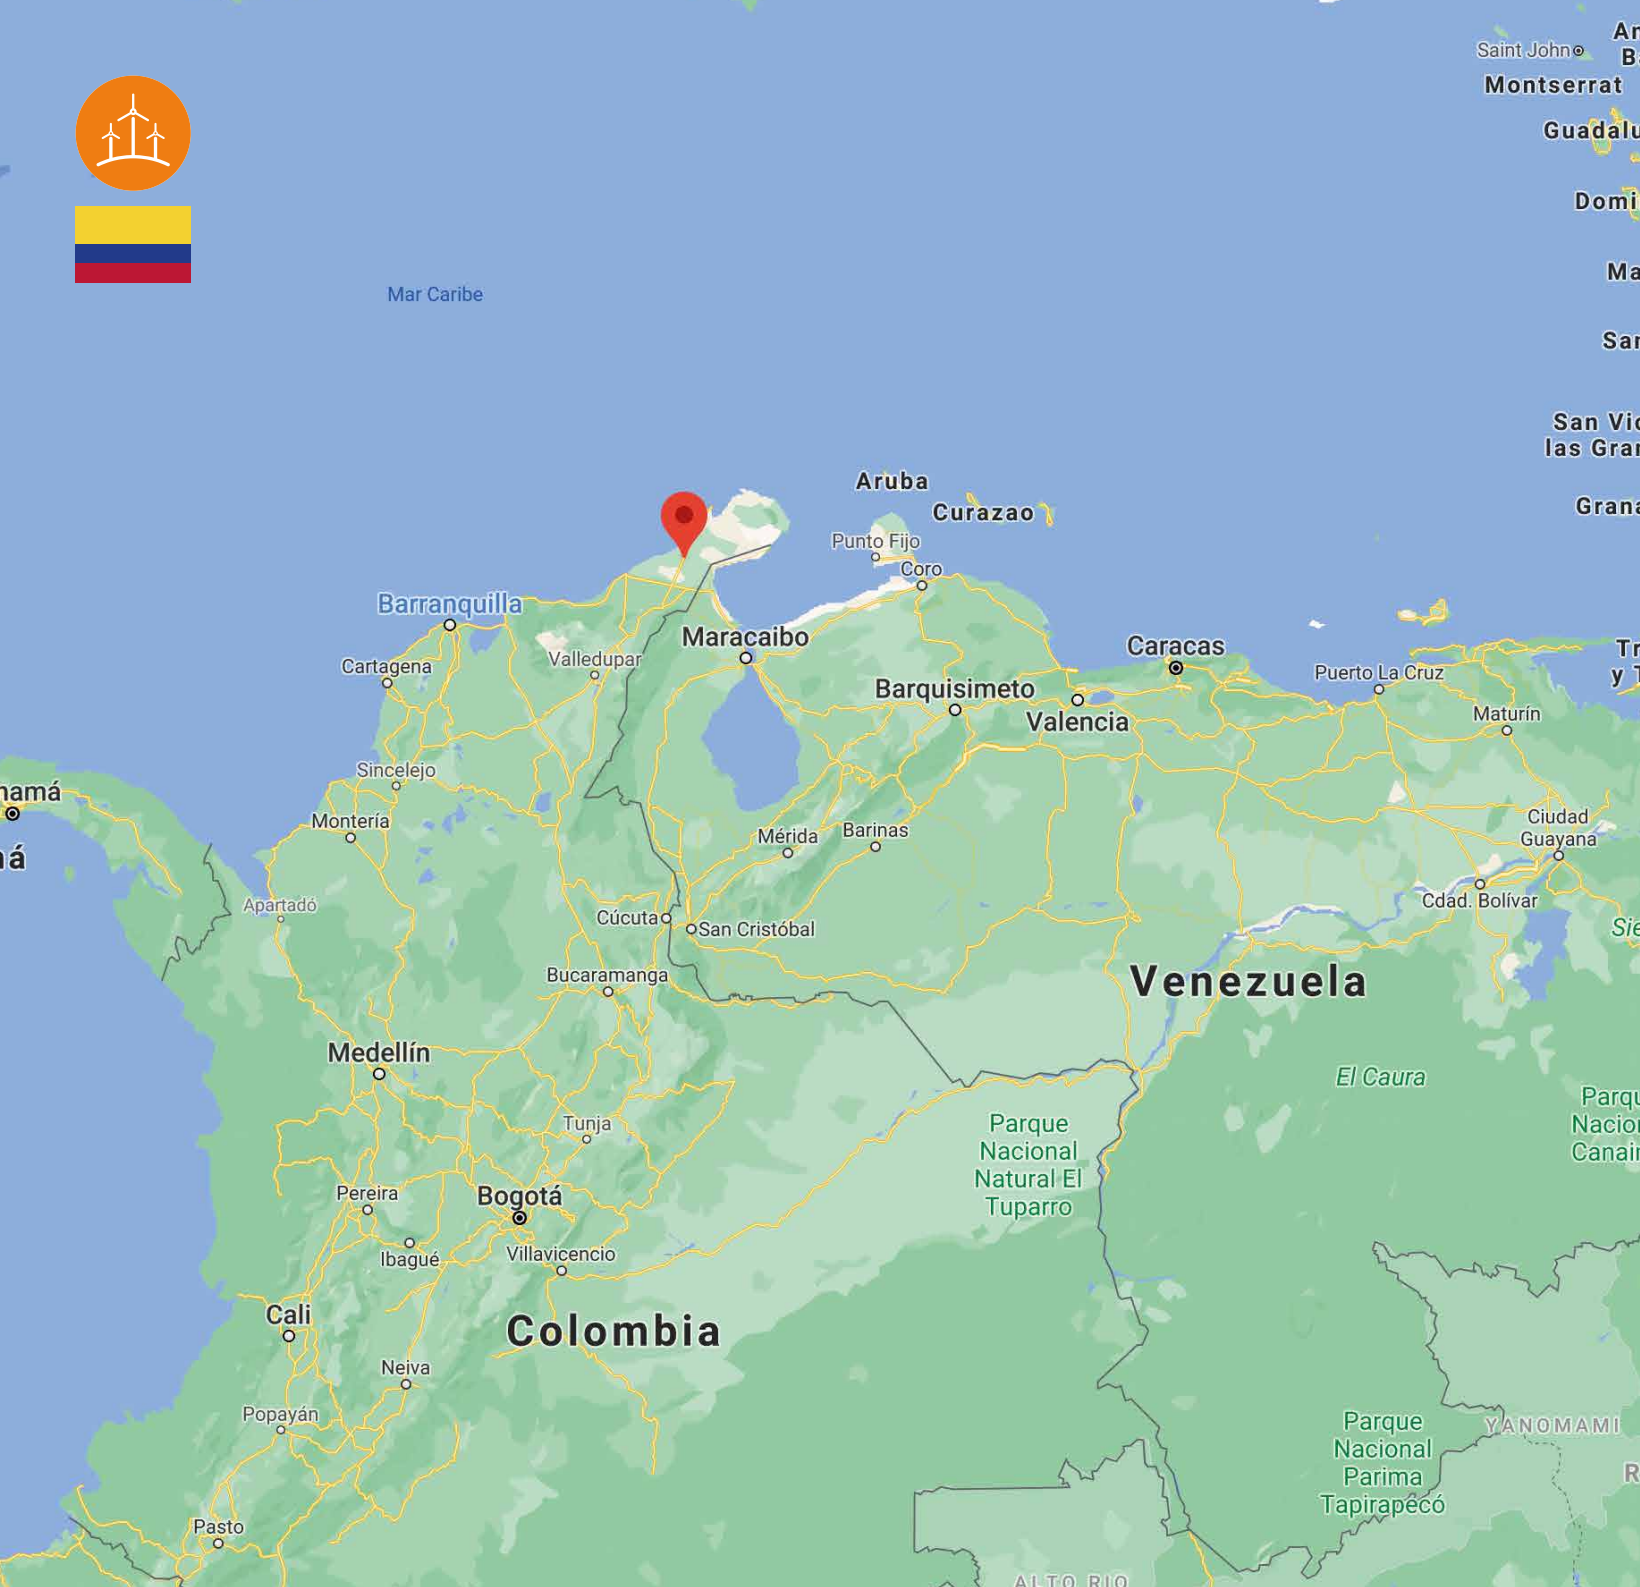 Saint John
Montserrat
Mar Caribe
Aruba
Curazao
Punto Fijo
Coro
Barranquilla
Maracaibo
Caracas
Cartagena
Valledupar
Puerto La Cruz
Barquisimeto
Valencia
Maturín
Sincelejo
Montería
Mérida
Barinas
Ciudad
Guayana
Apartadó
Cúcuta
San Cristóbal
Cdad. Bolívar
Bucaramanga
Venezuela
Medellín
El Caura
Parque
Nacional
Natural El
Tuparro
Tunja
Pereira
Bogotá
Ibagué
Villavicencio
Cali
Colombia
Neiva
Popayán
Parque
Nacional
Parima
Tapirapecó
YANOMAMI
Pasto
ALTO RIO